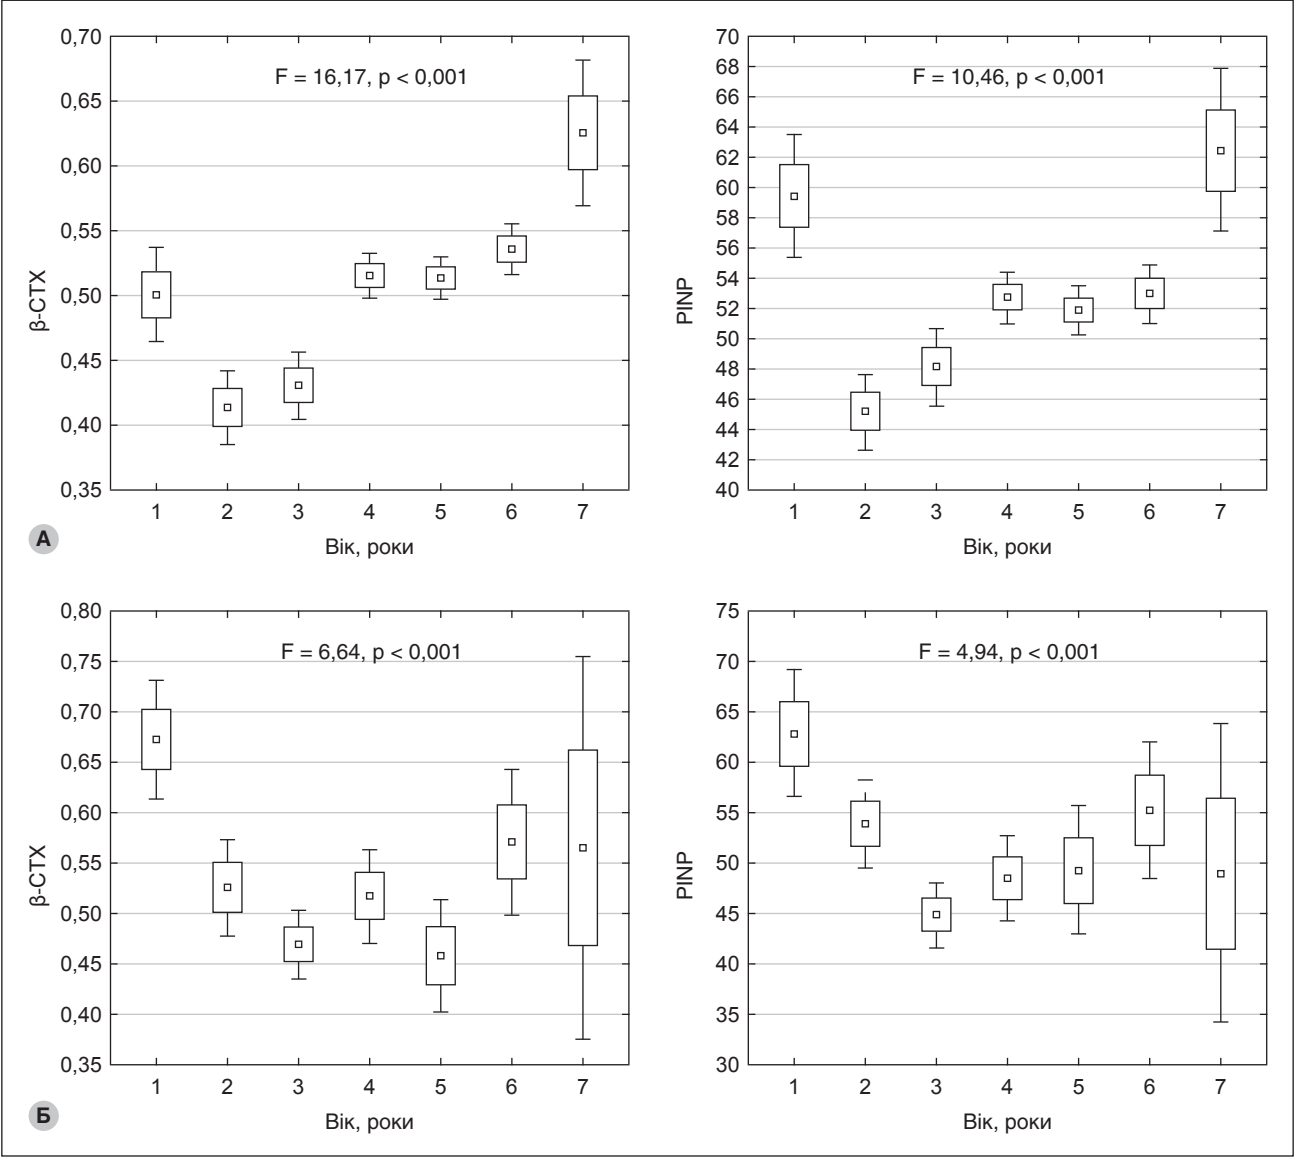 0,70
0,65
0,60
0,55
0,50
0,45
0,40
0,35
β-CTX
F = 16,17, p < 0,001
1 2 3 4 5 6 7
Вік, роки
70
68
66
64
62
60
58
56
54
52
50
48
46
44
42
40
PINP
F = 10,46, p < 0,001
1 2 3 4 5 6 7
Вік, роки
А
0,80
0,75
0,70
0,65
0,60
0,55
0,50
0,45
0,40
0,35
β-CTX
F = 6,64, p < 0,001
1 2 3 4 5 6 7
Вік, роки
75
70
65
60
55
50
45
40
35
30
PINP
F = 4,94, p < 0,001
1 2 3 4 5 6 7
Вік, роки
Б